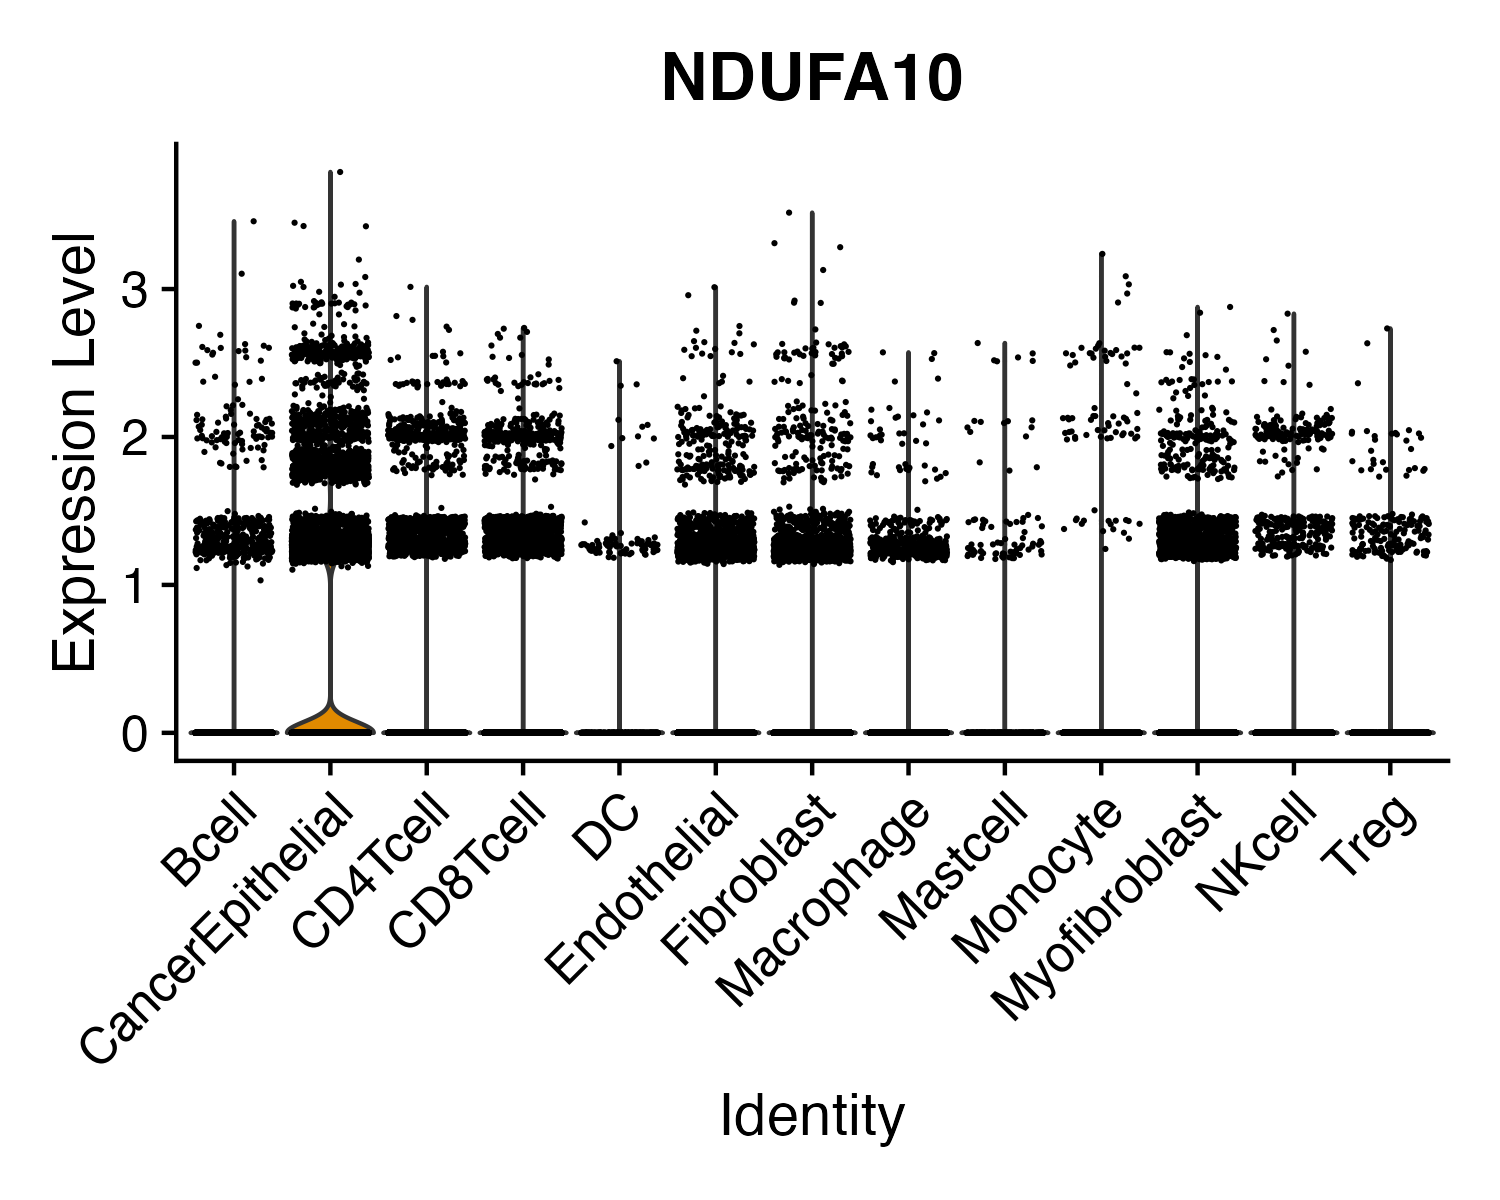 NDUFA10
Expression Level
3
2
1
0
Bcell
CancerEpithelial
CD4Tcell
CD8Tcell
DC
Endothelial
Fibroblast
Macrophage
Mastcell
Monocyte
Myofibroblast
NKcell
Treg
Identity